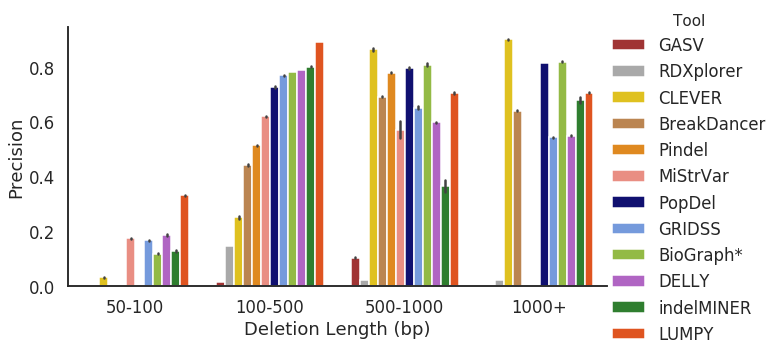 Tool
GASV
RDXplorer
CLEVER
BreakDancer
Pindel
MiStrVar
PopDel
GRIDSS
BioGraph*
DELLY
indelMINER
LUMPY
Precision
0.8
0.6
0.4
0.2
0.0
50-100 100-500 500-1000 1000+
Deletion Length (bp)